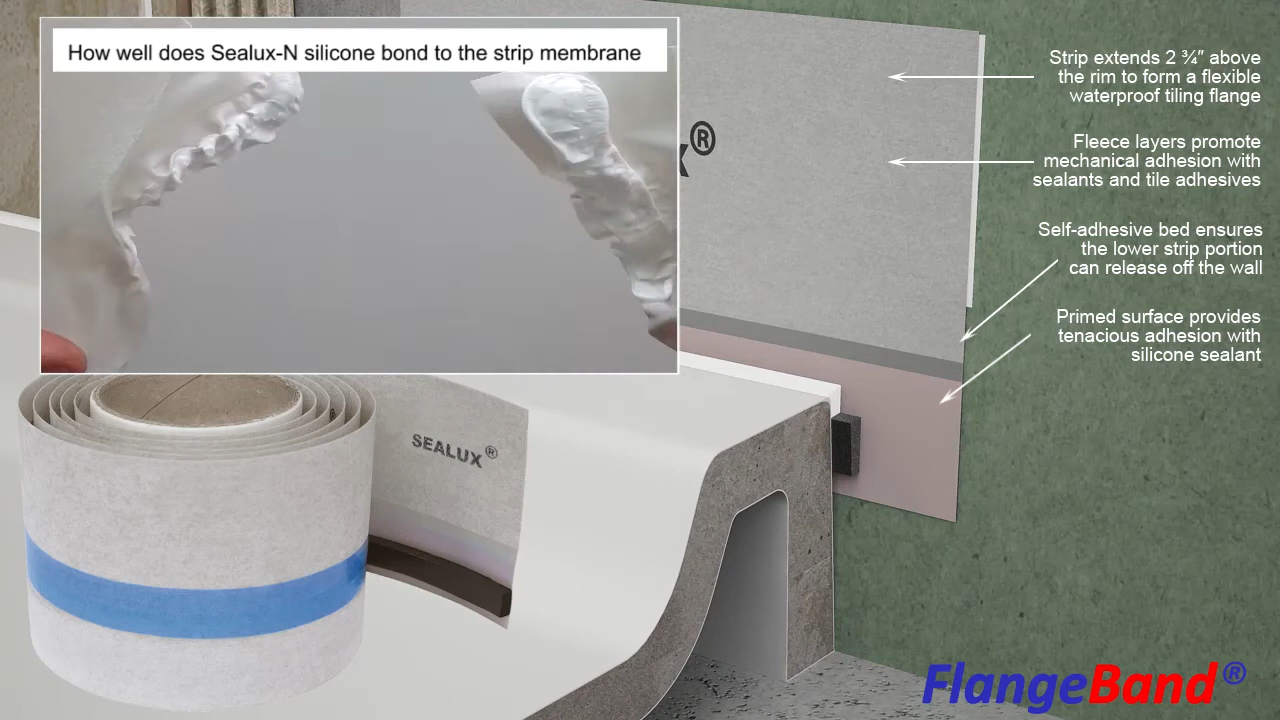 How well does Sealux-N silicone bond to the strip membrane
Strip extends 2 ¾″ above
the rim to form a flexible
waterproof tiling flange
Fleece layers promote
mechanical adhesion with
sealants and tile adhesives
Self-adhesive bed ensures
the lower strip portion
can release off the wall
Primed surface provides
tenacious adhesion with
silicone sealant
x®
SEALUX®
FlangeBand®